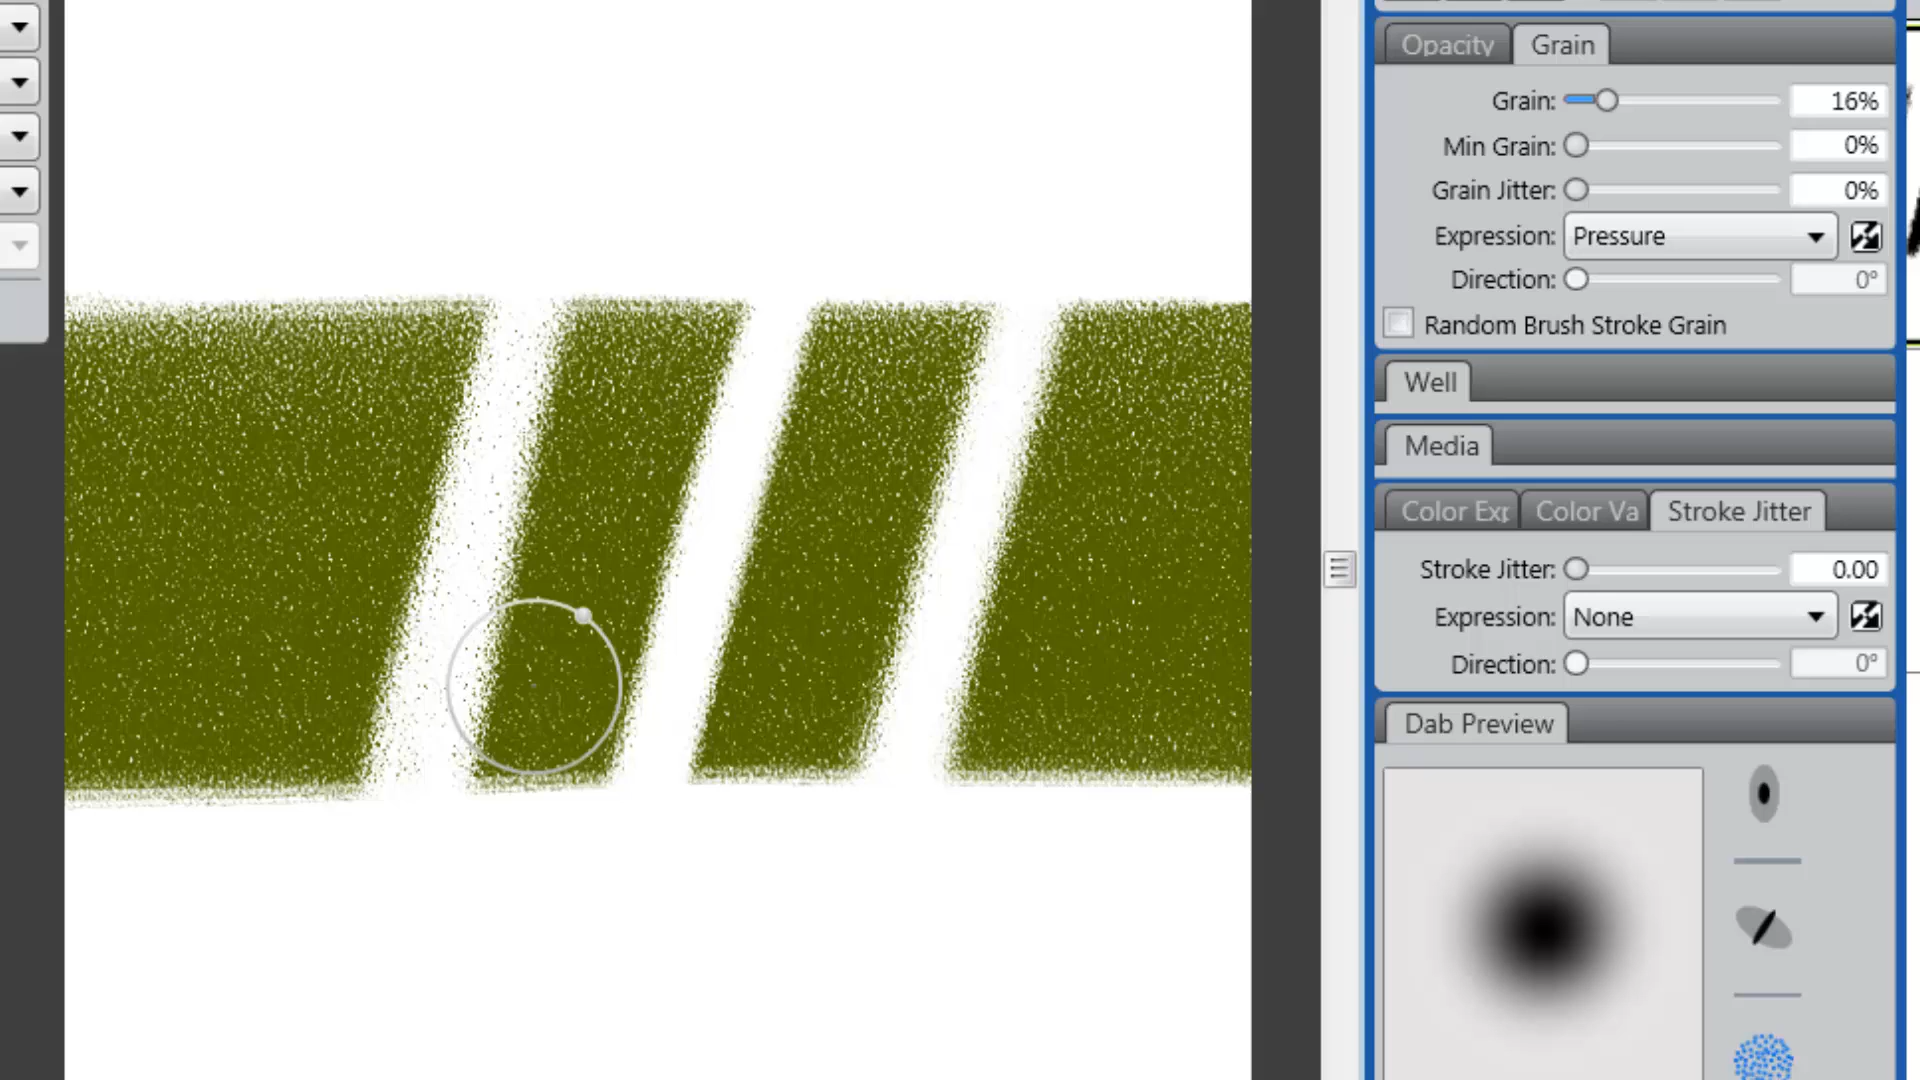 Opacity Grain
Grain: 16%
Min Grain: 0%
Grain Jitter: 0%
Expression: Pressure
Direction: 0°
Random Brush Stroke Grain
Well
Media
Color Exp Color Va Stroke Jitter
Stroke Jitter: 0.00
Expression: None
Direction: 0°
Dab Preview